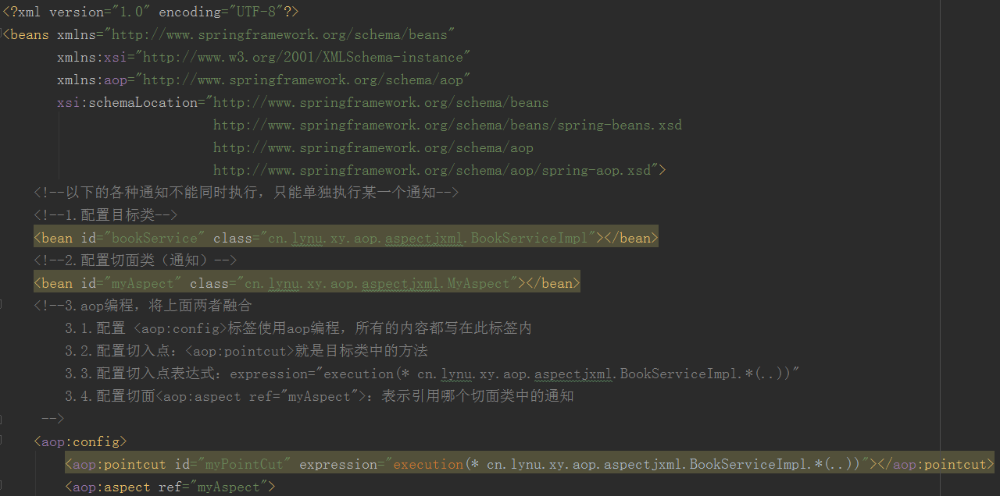 <?xml version="1.0" encoding="UTF-8"?>
<beans xmlns="http://www.springframework.org/schema/beans"
xmlns:xsi="http://www.w3.org/2001/XMLSchema-instance"
xmlns:aop="http://www.springframework.org/schema/aop"
xsi:schemaLocation="http://www.springframework.org/schema/beans
http://www.springframework.org/schema/beans/spring-beans.xsd
http://www.springframework.org/schema/aop
http://www.springframework.org/schema/aop/spring-aop.xsd">
<!--以下的各种通知不能同时执行，只能单独执行某一个通知-->
<!--1.配置目标类-->
<bean id="bookService" class="cn.lynu.xy.aop.aspectjxml.BookServiceImpl"></bean>
<!--2.配置切面类（通知）-->
<bean id="myAspect" class="cn.lynu.xy.aop.aspectjxml.MyAspect"></bean>
<!--3.aop编程，将上面两者融合
3.1.配置 <aop:config>标签使用aop编程，所有的内容都写在此标签内
3.2.配置切入点：<aop:pointcut>就是目标类中的方法
3.3.配置切入点表达式：expression="execution(* cn.lynu.xy.aop.aspectjxml.BookServiceImpl.*(..))"
3.4.配置切面<aop:aspect ref="myAspect">：表示引用哪个切面类中的通知
-->
<aop:config>
<aop:pointcut id="myPointCut" expression="execution(* cn.lynu.xy.aop.aspectjxml.BookServiceImpl.*(..))"></aop:pointcut>
<aop:aspect ref="myAspect">